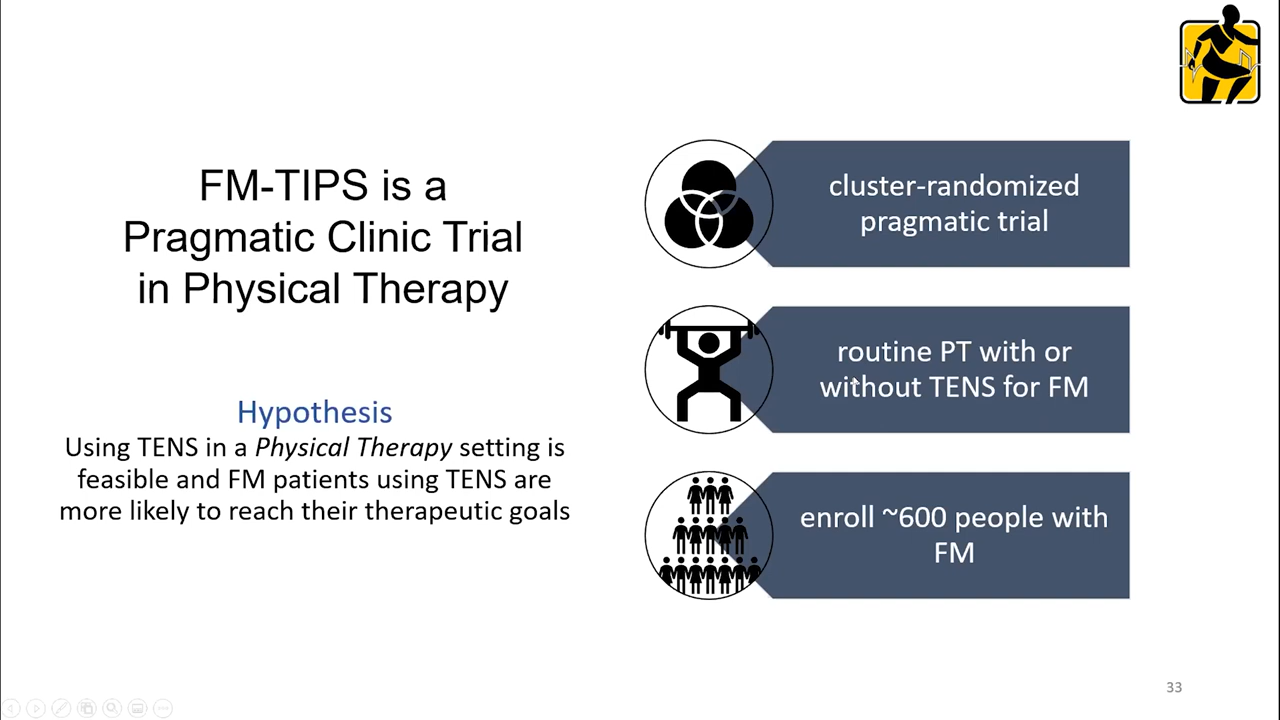 FM-TIPS is a
Pragmatic Clinic Trial
in Physical Therapy
Hypothesis
Using TENS in a Physical Therapy setting is
feasible and FM patients using TENS are
more likely to reach their therapeutic goals
cluster-randomized
pragmatic trial
routine PT with or
without TENS for FM
enroll ~600 people with
FM
33